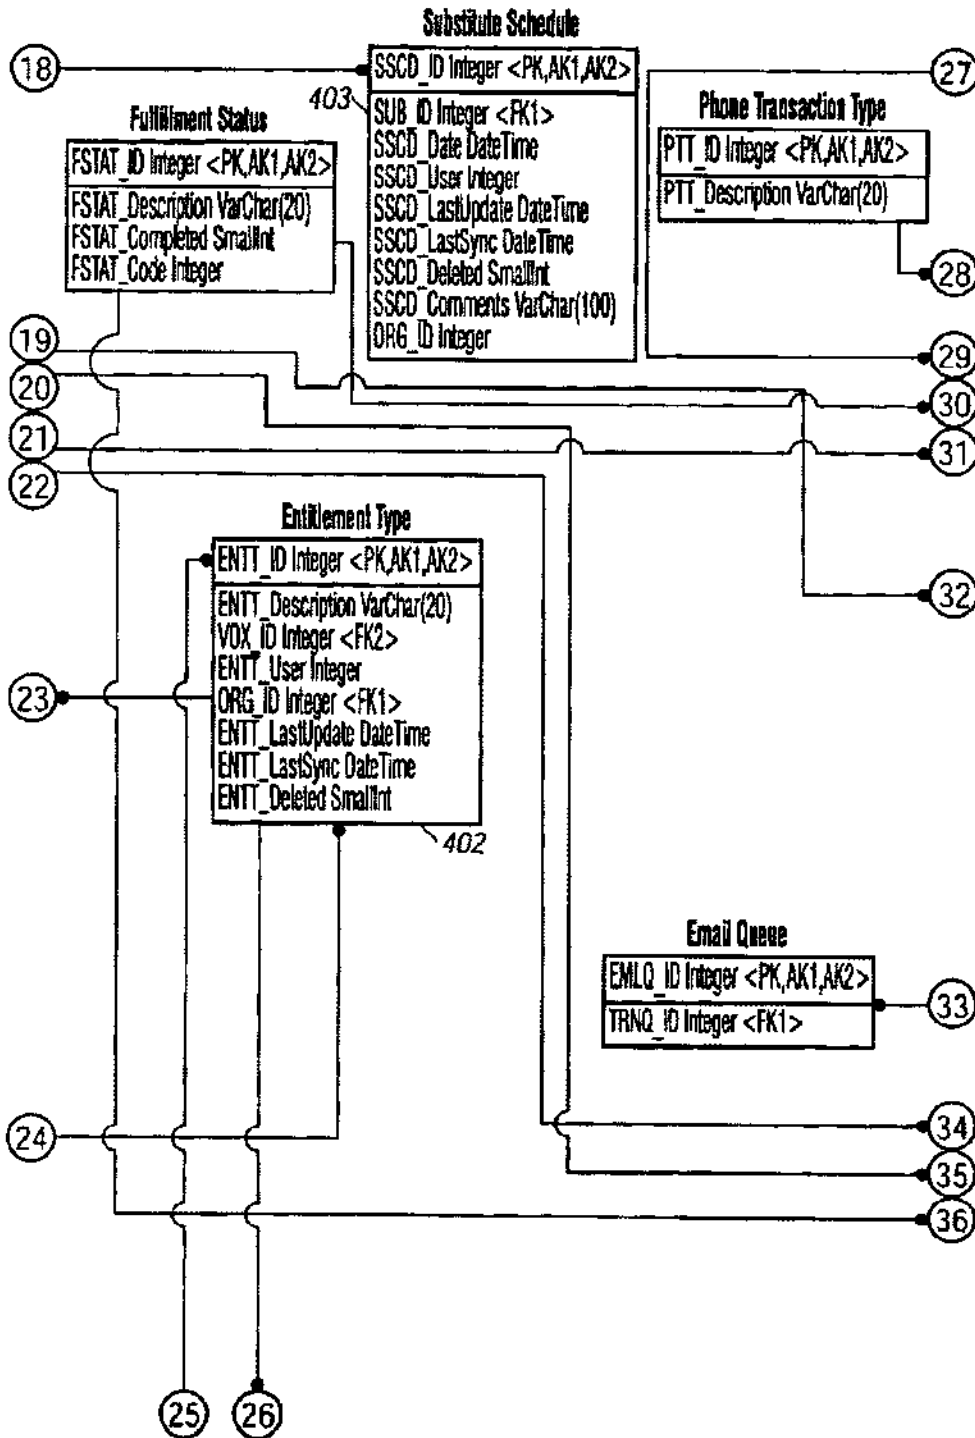 Substitute Schedule
18
SSCD_ID Integer <PK,AK1,AK2>
403
SUB_ID Integer <FK1>
SSCD_Date DateTime
SSCD_User Integer
SSCD_LastUpdate DateTime
SSCD_LastSync DateTime
SSCD_Deleted SmallInt
SSCD_Comments VarChar(100)
ORG_ID Integer
27
Phone Transaction Type
PTT_ID Integer <PK,AK1,AK2>
PTT_Description VarChar(20)
28
Fulfillment Status
FSTAT_ID Integer <PK,AK1,AK2>
FSTAT_Description VarChar(20)
FSTAT_Completed SmallInt
FSTAT_Code Integer
19
20
21
22
29
30
31
32
Entitlement Type
ENTT_ID Integer <PK,AK1,AK2>
ENTT_Description VarChar(20)
VOX_ID Integer <FK2>
ENTT_User Integer
ORG_ID Integer <FK1>
ENTT_LastUpdate DateTime
ENTT_LastSync DateTime
ENTT_Deleted SmallInt
402
23
Email Queue
EMLQ_ID Integer <PK,AK1,AK2>
TRNQ_ID Integer <FK1>
33
24
34
35
36
25
26